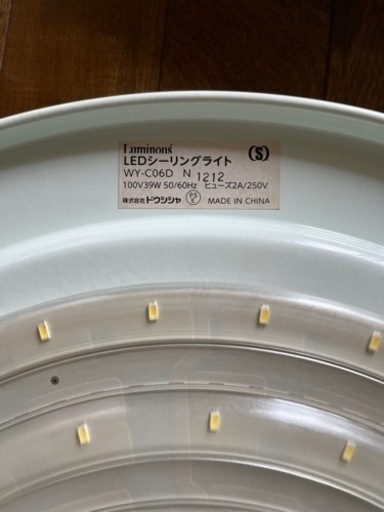 Luminous
LEDシーリングライト (S)
WY-C06D N 1212
100V39W 50/60Hz ヒューズ2A/250V
株式会社ドウシシャ PS E MADE IN CHINA